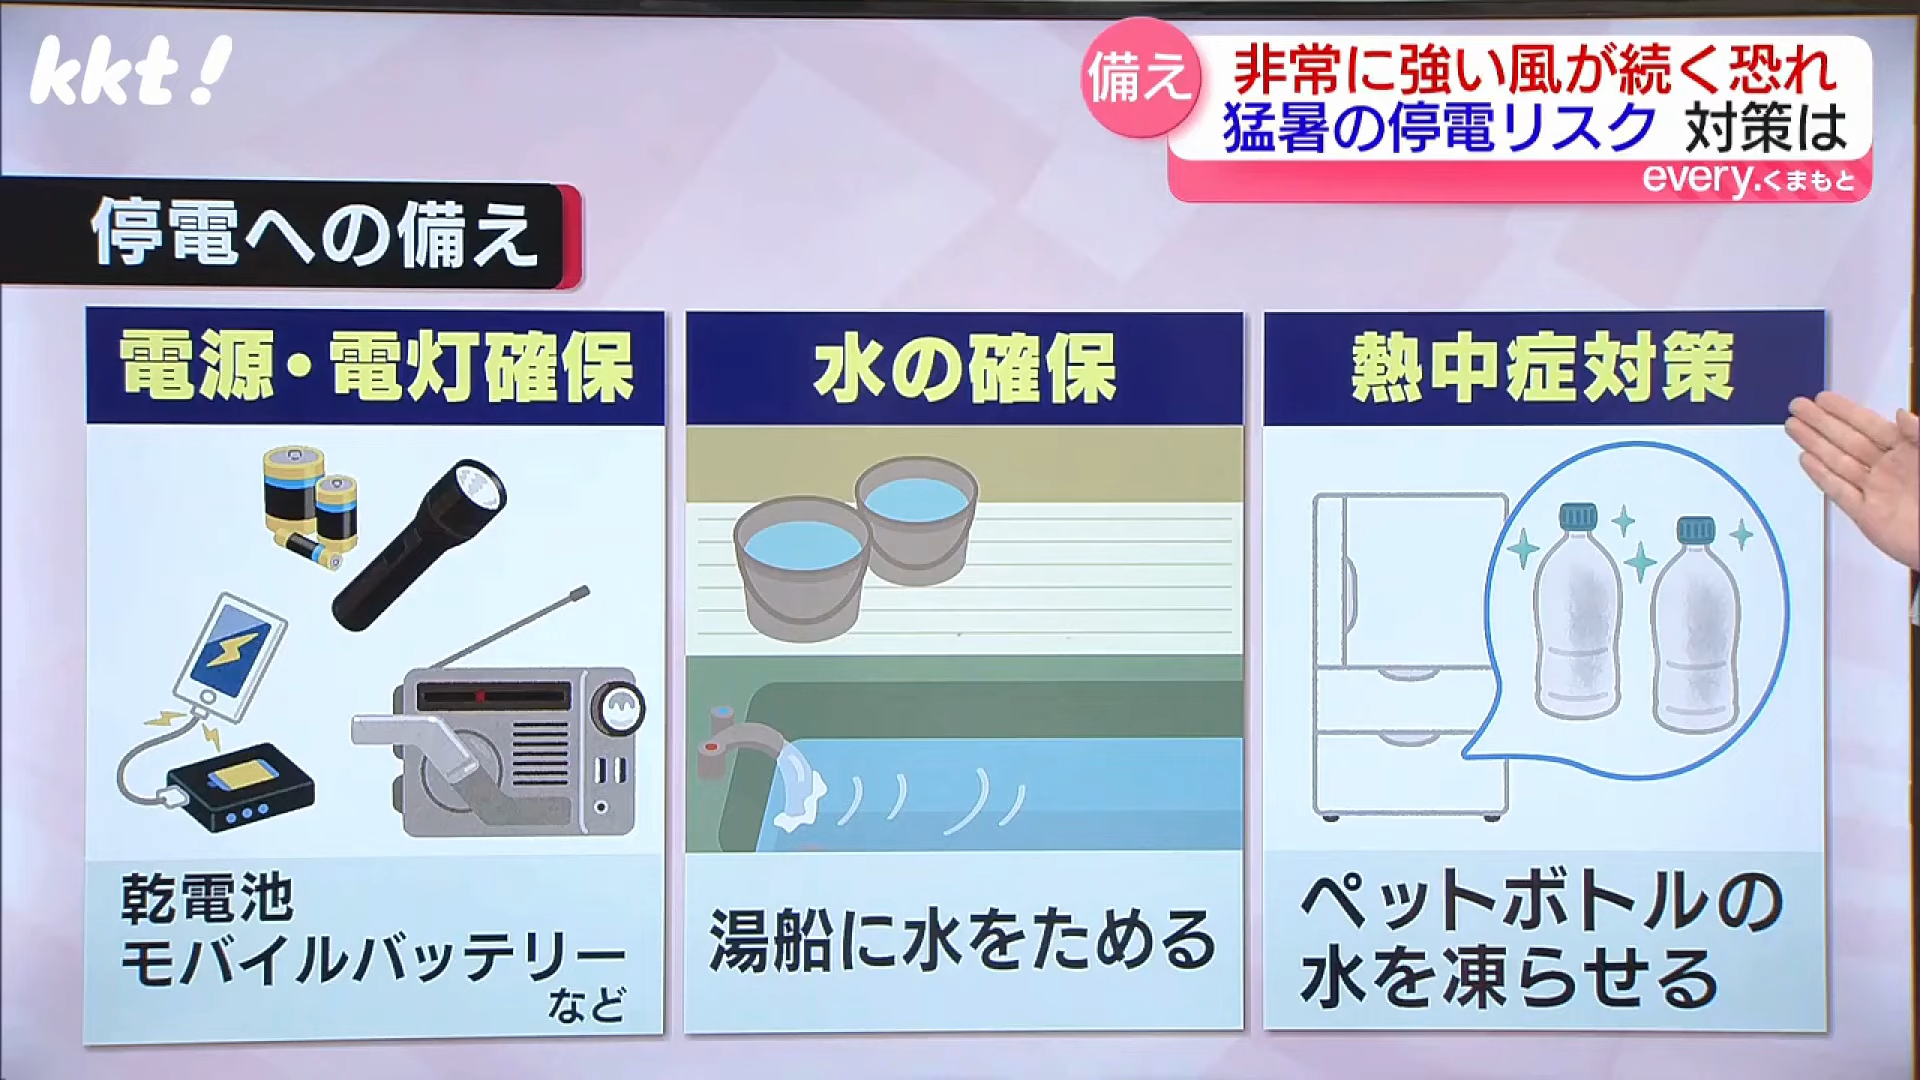 kkt!
備え
非常に強い風が続く恐れ
猛暑の停電リスク 対策は
every.くまもと
停電への備え
電源・電灯確保
水の確保
熱中症対策
乾電池
モバイルバッテリー
など
湯船に水をためる
ペットボトルの
水を凍らせる